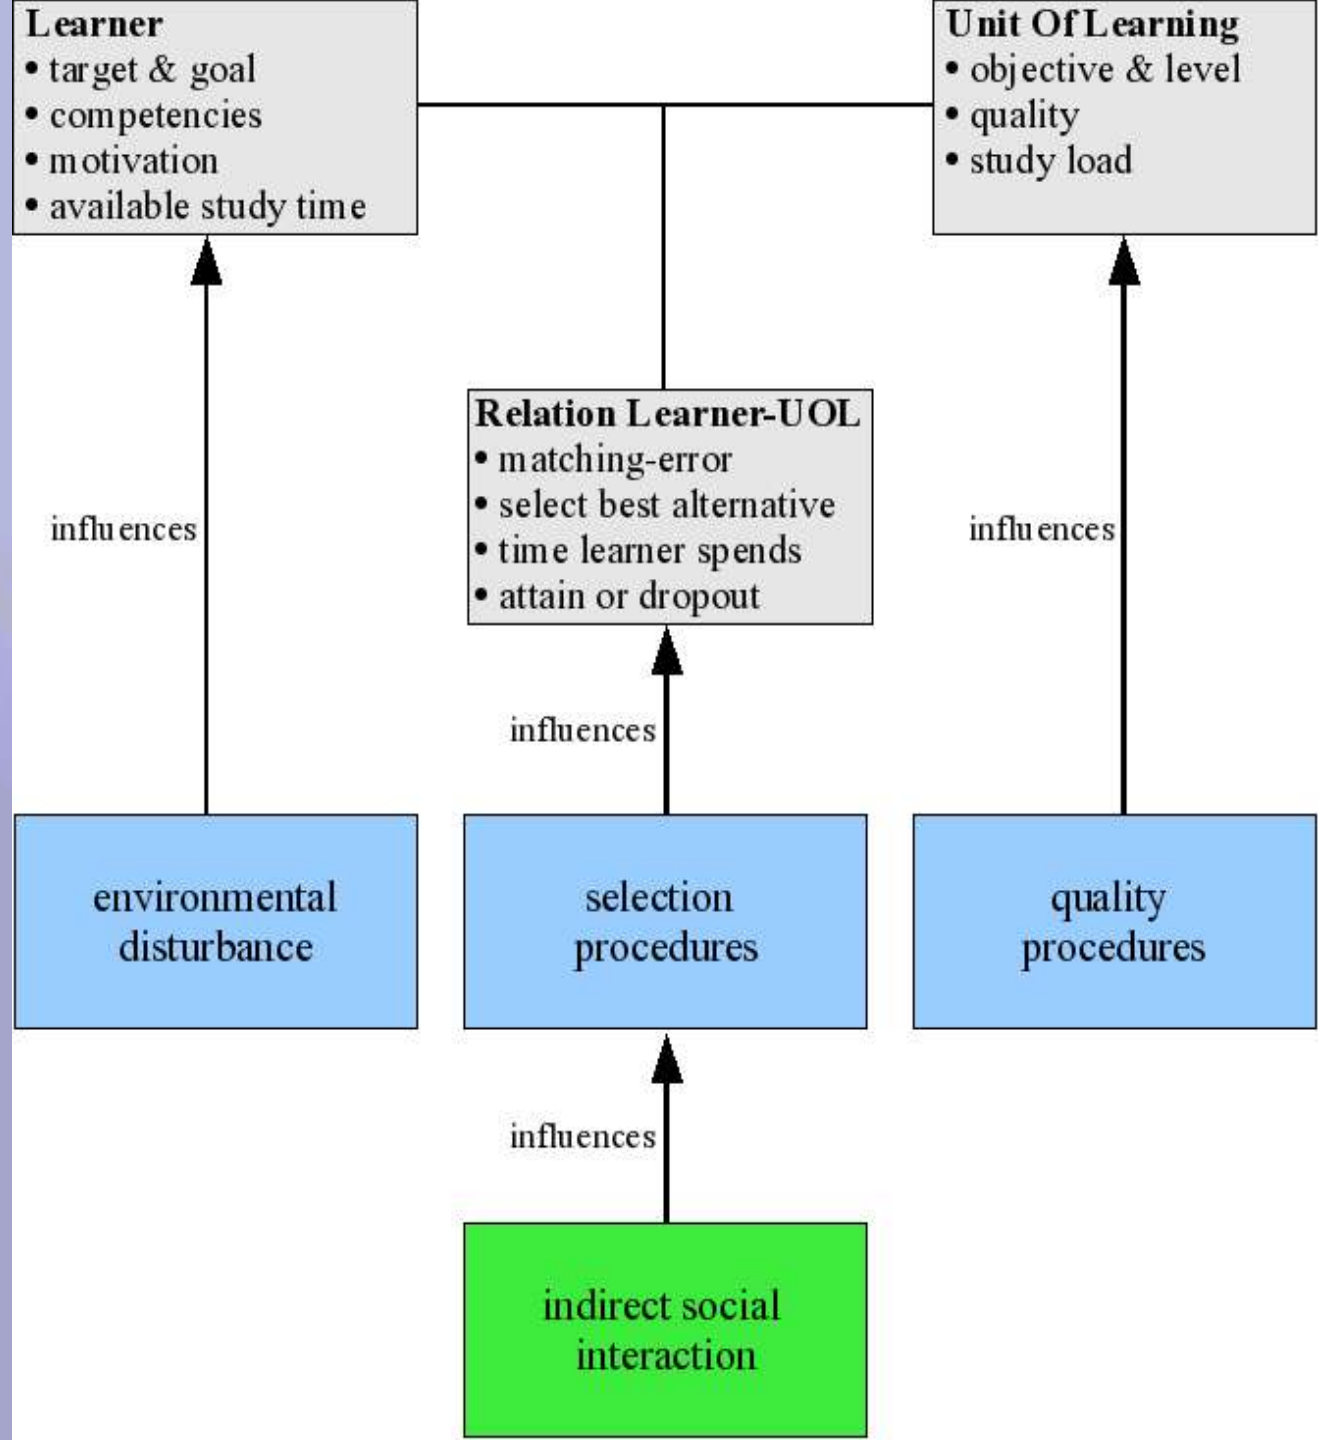 Learner
• target & goal
• competencies
• motivation
• available study time
Unit Of Learning
• objective & level
• quality
• study load
Relation Learner-UOL
• matching-error
• select best alternative
• time learner spends
• attain or dropout
influences
influences
influences
environmental
disturbance
selection
procedures
quality
procedures
influences
indirect social
interaction